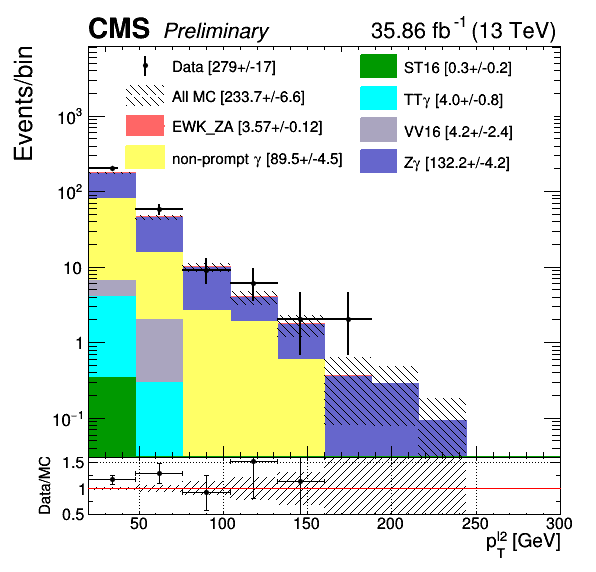 CMS Preliminary 35.86 fb⁻¹ (13 TeV)
Events/bin
Data [279+/-17]
All MC [233.7+/-6.6]
EWK_ZA [3.57+/-0.12]
non-prompt γ [89.5+/-4.5]
ST16 [0.3+/-0.2]
TTγ [4.0+/-0.8]
VV16 [4.2+/-2.4]
Zγ [132.2+/-4.2]
10³
10²
10
1
10⁻¹
Data/MC
1.5
1
0.5
50 100 150 200 250 300
p_T^l2 [GeV]